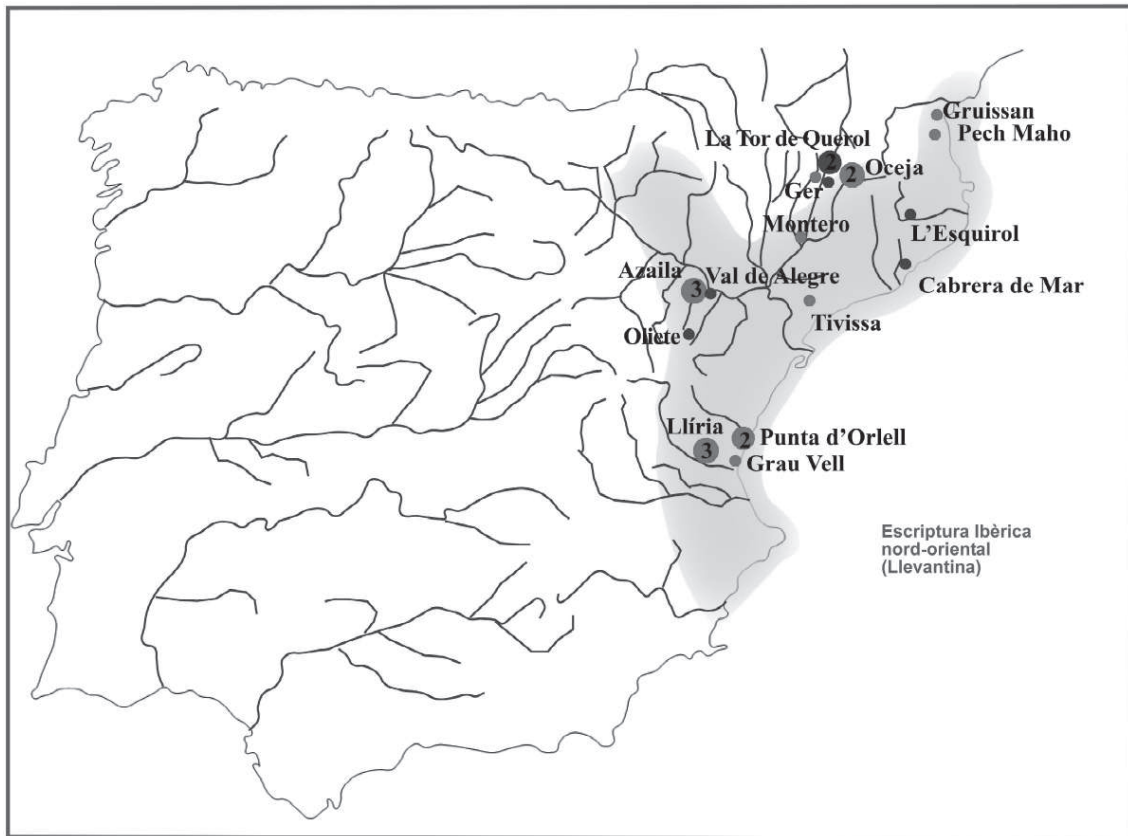 Gruissan
Pech Maho
La Tor de Querol
2
2
Oceja
Ger
L'Esquirol
Montero
Azaila
Val de Alegre
3
Cabrera de Mar
Tivissa
Oliete
Llíria
2
Punta d'Orlell
3
Grau Vell
Escriptura Ibèrica
nord-oriental
(Llevantina)